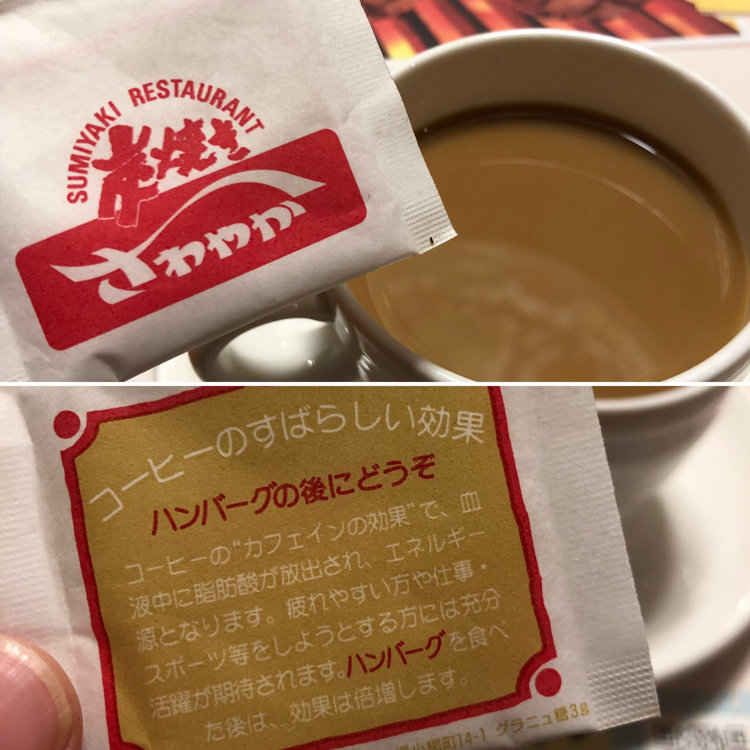 SUMIYAKI RESTAURANT
炭焼き
さわやか
コーヒーのすばらしい効果
ハンバーグの後にどうぞ
コーヒーの“カフェインの効果”で、血
液中に脂肪酸が放出され、エネルギー
源となります。疲れやすい方や仕事・
スポーツ等をしようとする方には充分
活躍が期待されます。ハンバーグを食べ
た後は、効果は倍増します。
町14-1 グラニュ糖3g